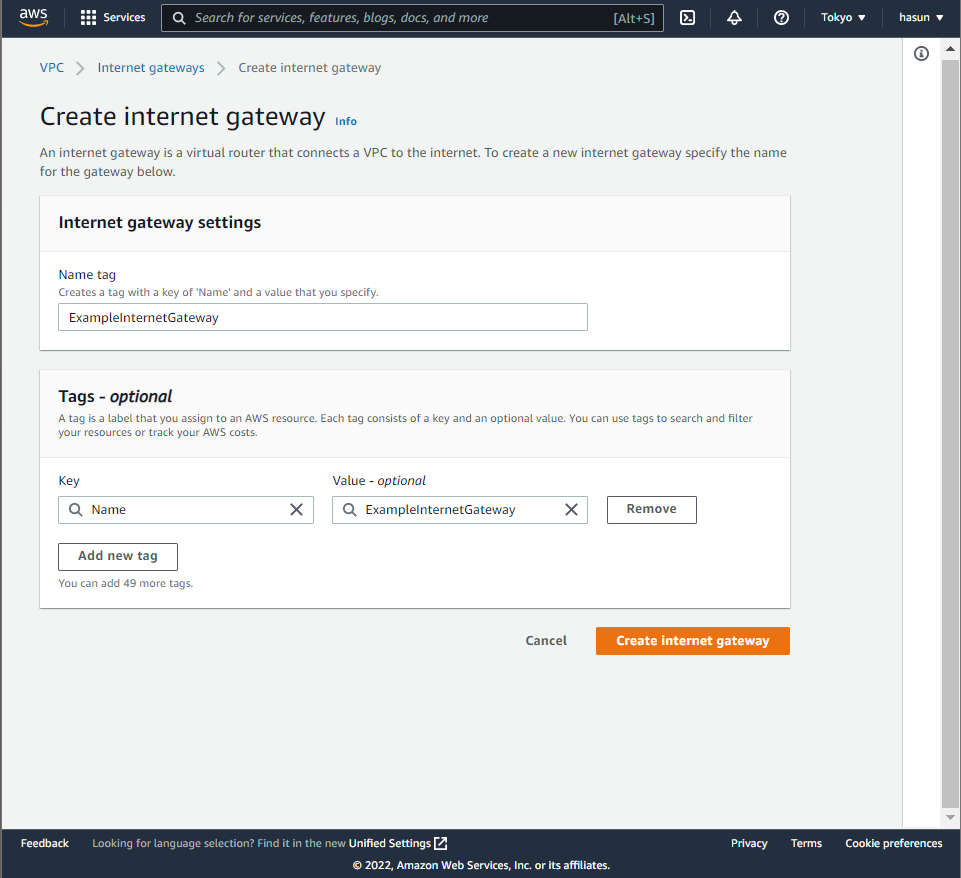 aws Services Search for services, features, blogs, docs, and more [Alt+S] Tokyo hasun
VPC Internet gateways Create internet gateway
Create internet gateway Info
An internet gateway is a virtual router that connects a VPC to the internet. To create a new internet gateway specify the name
for the gateway below.
Internet gateway settings
Name tag
Creates a tag with a key of 'Name' and a value that you specify.
ExampleInternetGateway
Tags - optional
A tag is a label that you assign to an AWS resource. Each tag consists of a key and an optional value. You can use tags to search and filter
your resources or track your AWS costs.
Key Value - optional
Name ExampleInternetGateway Remove
Add new tag
You can add 49 more tags.
Cancel Create internet gateway
Feedback Looking for language selection? Find it in the new Unified Settings Privacy Terms Cookie preferences
© 2022, Amazon Web Services, Inc. or its affiliates.